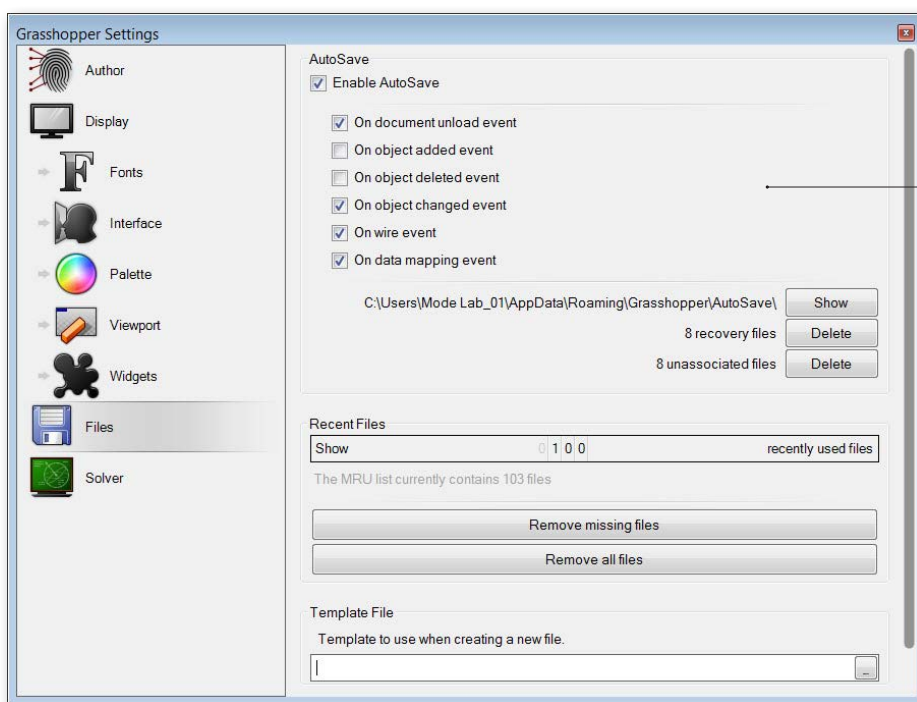 Grasshopper Settings
Author
Display
Fonts
Interface
Palette
Viewport
Widgets
Files
Solver
AutoSave
Enable AutoSave
On document unload event
On object added event
On object deleted event
On object changed event
On wire event
On data mapping event
C:\Users\Mode Lab_01\AppData\Roaming\Grasshopper\AutoSave\ Show
8 recovery files Delete
8 unassociated files Delete
Recent Files
Show 0 1 0 0 recently used files
The MRU list currently contains 103 files
Remove missing files
Remove all files
Template File
Template to use when creating a new file.
...